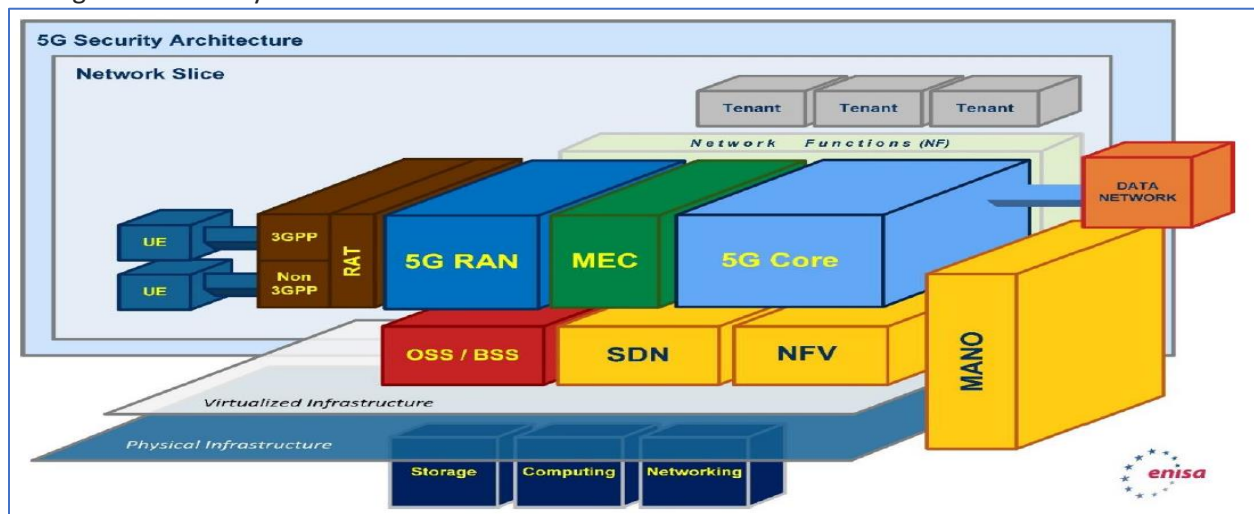 5G Security Architecture
Network Slice
Tenant
Tenant
Tenant
Network Functions (NF)
DATA
NETWORK
UE
3GPP
RAT
5G RAN
MEC
5G Core
UE
Non
3GPP
OSS / BSS
SDN
NFV
MANO
Virtualized Infrastructure
Physical Infrastructure
Storage
Computing
Networking
enisa